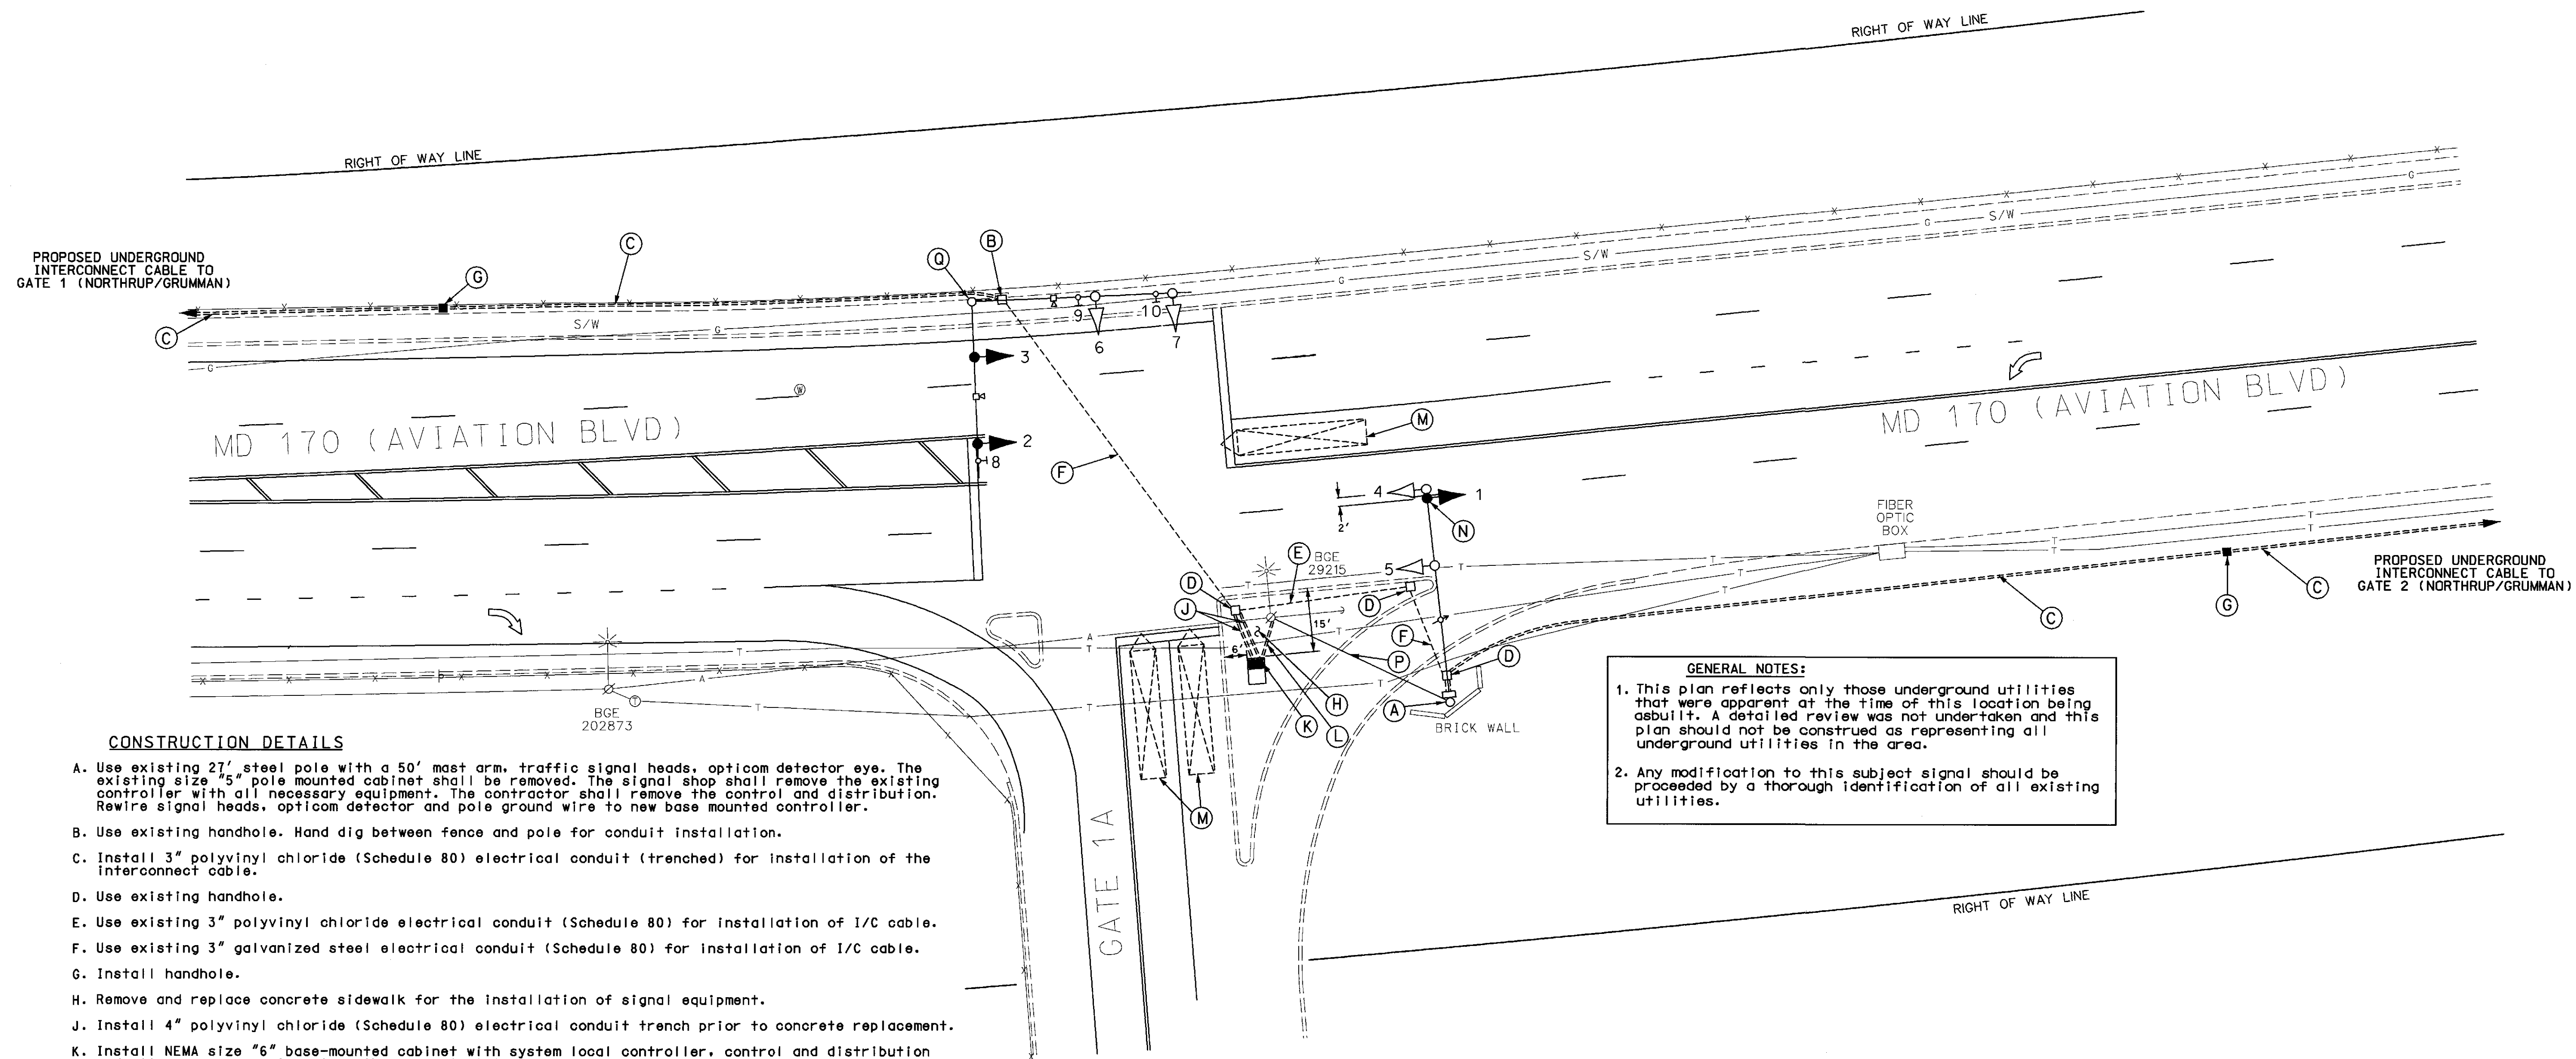 RIGHT OF WAY LINE
RIGHT OF WAY LINE
PROPOSED UNDERGROUND
INTERCONNECT CABLE TO
GATE 1 (NORTHRUP/GRUMMAN)
C
G
C
Q
B
S/W
G
G
9
10
6
7
3
2
8
W
S/W
S/W
G
G
G
MD 170 (AVIATION BLVD)
MD 170 (AVIATION BLVD)
M
F
4
1
2'
N
5
E
BGE
29215
FIBER
OPTIC
BOX
D
J
D
15'
6'
F
P
D
H
A
K
L
M
BRICK WALL
C
G
C
PROPOSED UNDERGROUND
INTERCONNECT CABLE TO
GATE 2 (NORTHRUP/GRUMMAN)
BGE
202873
T
GATE 1A
RIGHT OF WAY LINE
GENERAL NOTES:
1. This plan reflects only those underground utilities
that were apparent at the time of this location being
asbuilt. A detailed review was not undertaken and this
plan should not be construed as representing all
underground utilities in the area.
2. Any modification to this subject signal should be
proceeded by a thorough identification of all existing
utilities.
CONSTRUCTION DETAILS
A. Use existing 27' steel pole with a 50' mast arm, traffic signal heads, opticom detector eye. The
existing size "5" pole mounted cabinet shall be removed. The signal shop shall remove the existing
controller with all necessary equipment. The contractor shall remove the control and distribution.
Rewire signal heads, opticom detector and pole ground wire to new base mounted controller.
B. Use existing handhole. Hand dig between fence and pole for conduit installation.
C. Install 3" polyvinyl chloride (Schedule 80) electrical conduit (trenched) for installation of the
interconnect cable.
D. Use existing handhole.
E. Use existing 3" polyvinyl chloride electrical conduit (Schedule 80) for installation of I/C cable.
F. Use existing 3" galvanized steel electrical conduit (Schedule 80) for installation of I/C cable.
G. Install handhole.
H. Remove and replace concrete sidewalk for the installation of signal equipment.
J. Install 4" polyvinyl chloride (Schedule 80) electrical conduit trench prior to concrete replacement.
K. Install NEMA size "6" base-mounted cabinet with system local controller, control and distribution